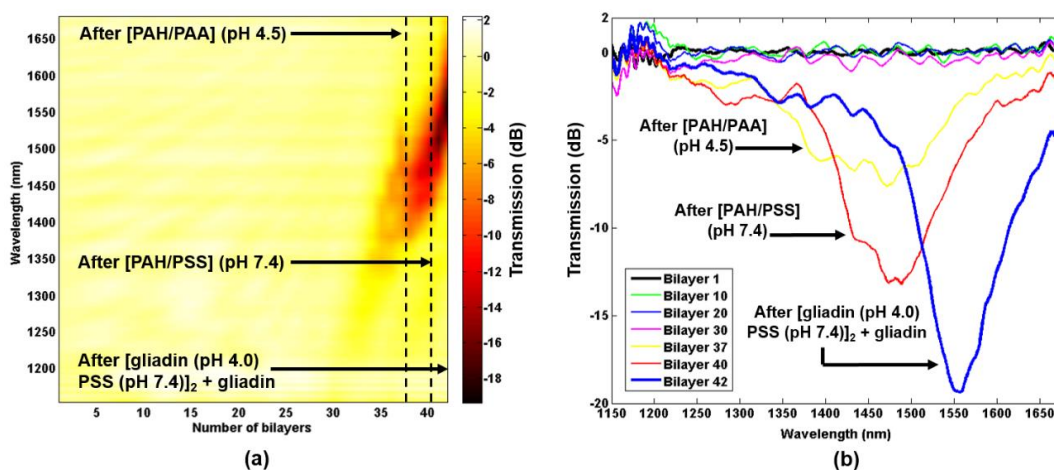 1650
1600
1550
1500
1450
1400
1350
1300
1250
1200
Wavelength (nm)
After [PAH/PAA] (pH 4.5)
After [PAH/PSS] (pH 7.4)
After [gliadin (pH 4.0)
PSS (pH 7.4)]2 + gliadin
5 10 15 20 25 30 35 40
Number of bilayers
2
0
-2
-4
-6
-8
-10
-12
-14
-16
-18
Transmission (dB)
(a)
2
0
-5
-10
-15
-20
Transmission (dB)
After [PAH/PAA]
(pH 4.5)
After [PAH/PSS]
(pH 7.4)
After [gliadin (pH 4.0)
PSS (pH 7.4)]2 + gliadin
Bilayer 1
Bilayer 10
Bilayer 20
Bilayer 30
Bilayer 37
Bilayer 40
Bilayer 42
1150 1200 1250 1300 1350 1400 1450 1500 1550 1600 1650
Wavelength (nm)
(b)